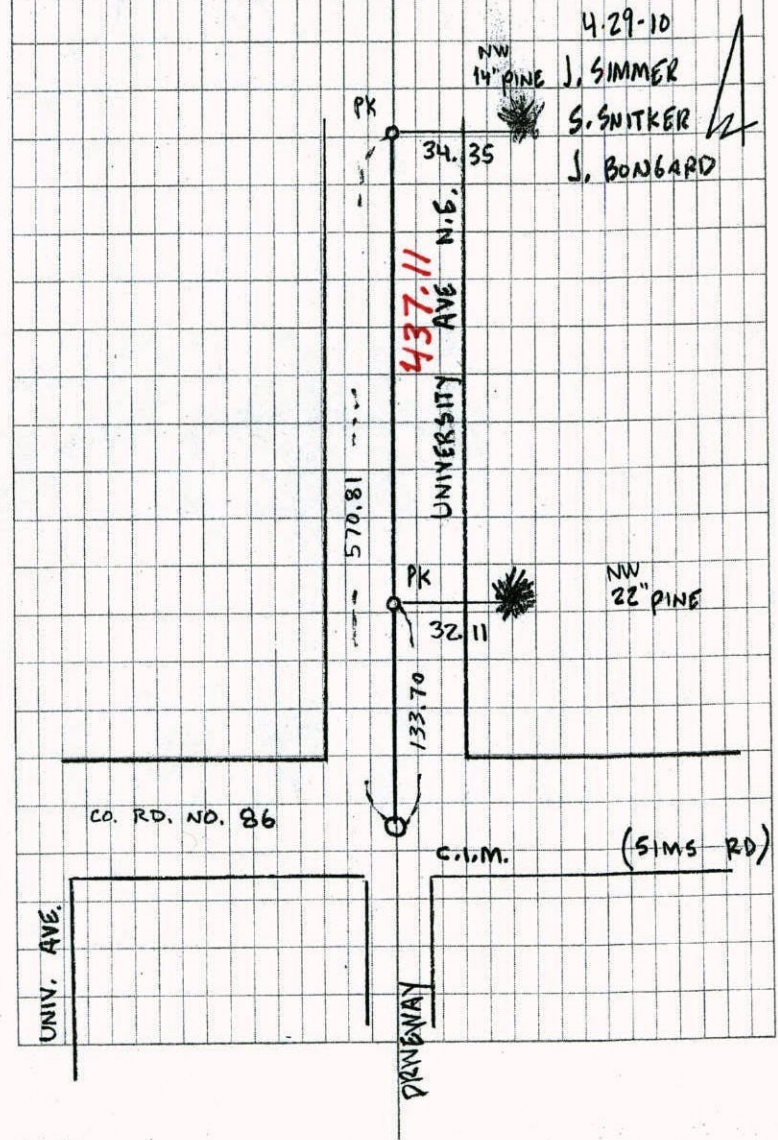 4-29-10
NW
14" PINE
J. SIMMER
S. SNITKER
J. BONGARD
PK
34.35
437.11
UNIVERSITY AVE N.E.
570.81
PK
NW
22" PINE
32.11
133.70
CO. RD. NO. 86
C.I.M.
(SIMS RD)
UNIV. AVE.
DRIVEWAY